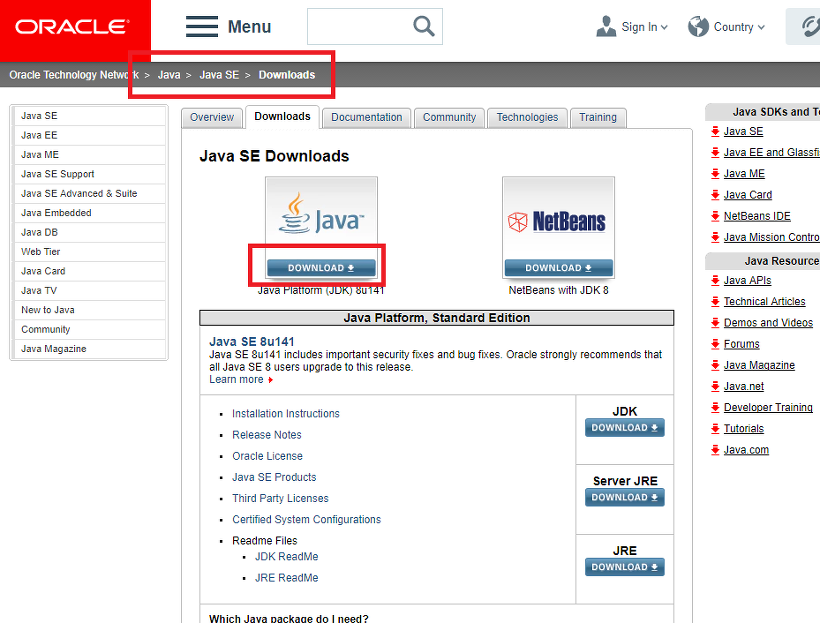 ORACLE®
Menu
Sign In
Country
Oracle Technology Network > Java > Java SE > Downloads
Java SE
Java EE
Java ME
Java SE Support
Java SE Advanced & Suite
Java Embedded
Java DB
Web Tier
Java Card
Java TV
New to Java
Community
Java Magazine
Overview
Downloads
Documentation
Community
Technologies
Training
Java SE Downloads
Java™
DOWNLOAD
Java Platform (JDK) 8u141
NetBeans
DOWNLOAD
NetBeans with JDK 8
Java Platform, Standard Edition
Java SE 8u141
Java SE 8u141 includes important security fixes and bug fixes. Oracle strongly recommends that
all Java SE 8 users upgrade to this release.
Learn more
Installation Instructions
Release Notes
Oracle License
Java SE Products
Third Party Licenses
Certified System Configurations
Readme Files
JDK ReadMe
JRE ReadMe
JDK
DOWNLOAD
Server JRE
DOWNLOAD
JRE
DOWNLOAD
Which Java package do I need?
Java SDKs and To
Java SE
Java EE and Glassfi
Java ME
Java Card
NetBeans IDE
Java Mission Contro
Java Resource
Java APIs
Technical Articles
Demos and Videos
Forums
Java Magazine
Java.net
Developer Training
Tutorials
Java.com